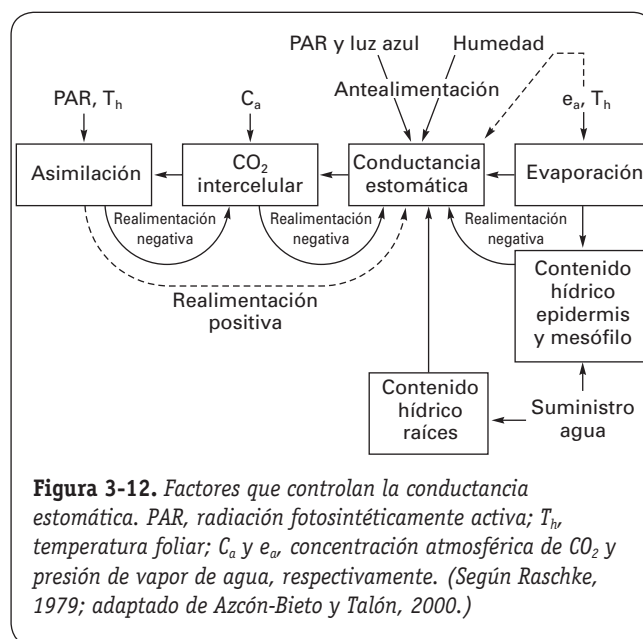 PAR y luz azul
Humedad
Antealimentación
PAR, Th
Ca
ea, Th
Asimilación
CO2
intercelular
Conductancia
estomática
Evaporación
Realimentación
negativa
Realimentación
negativa
Realimentación
negativa
Realimentación
positiva
Contenido
hídrico
epidermis
y mesófilo
Contenido
hídrico
raíces
Suministro
agua
Figura 3-12. Factores que controlan la conductancia
estomática. PAR, radiación fotosintéticamente activa; Th,
temperatura foliar; Ca y ea, concentración atmosférica de CO2 y
presión de vapor de agua, respectivamente. (Según Raschke,
1979; adaptado de Azcón-Bieto y Talón, 2000.)